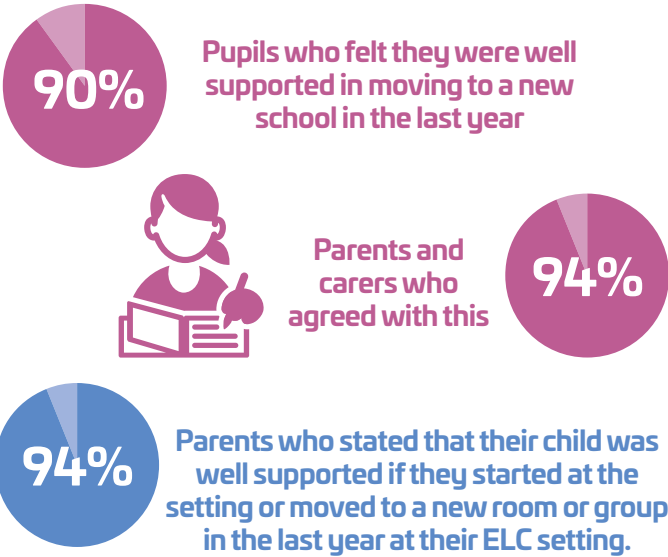 90%
Pupils who felt they were well
supported in moving to a new
school in the last year
Parents and
carers who
agreed with this
94%
94%
Parents who stated that their child was
well supported if they started at the
setting or moved to a new room or group
in the last year at their ELC setting.